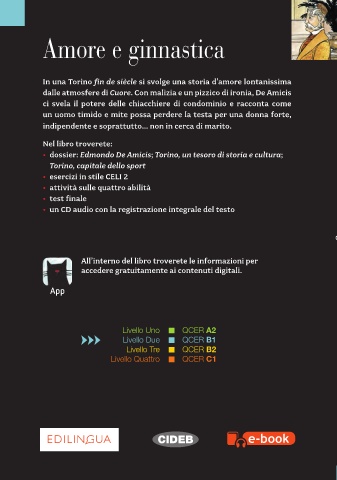 Amore e ginnastica
In una Torino fin de siècle si svolge una storia d'amore lontanissima
dalle atmosfere di Cuore. Con malizia e un pizzico di ironia, De Amicis
ci svela il potere delle chiacchiere di condominio e racconta come
un uomo timido e mite possa perdere la testa per una donna forte,
indipendente e soprattutto... non in cerca di marito.
Nel libro troverete:
• dossier: Edmondo De Amicis; Torino, un tesoro di storia e cultura;
Torino, capitale dello sport
• esercizi in stile CELI 2
• attività sulle quattro abilità
• test finale
• un CD audio con la registrazione integrale del testo
All'interno del libro troverete le informazioni per
accedere gratuitamente ai contenuti digitali.
App
Livello Uno QCER A2
Livello Due QCER B1
Livello Tre QCER B2
Livello Quattro QCER C1
EDILINGUA
CIDEB
e-book